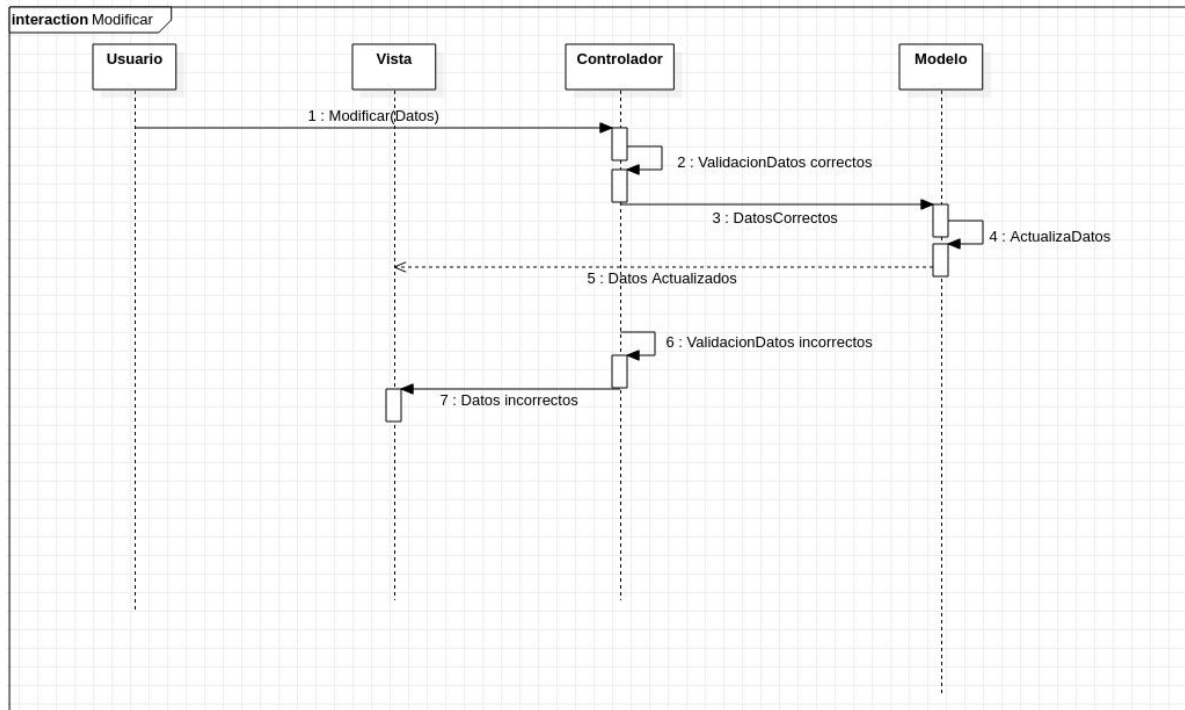 interaction Modificar
Usuario
Vista
Controlador
Modelo
1 : Modificar(Datos)
2 : ValidacionDatos correctos
3 : DatosCorrectos
4 : ActualizaDatos
5 : Datos Actualizados
6 : ValidacionDatos incorrectos
7 : Datos incorrectos